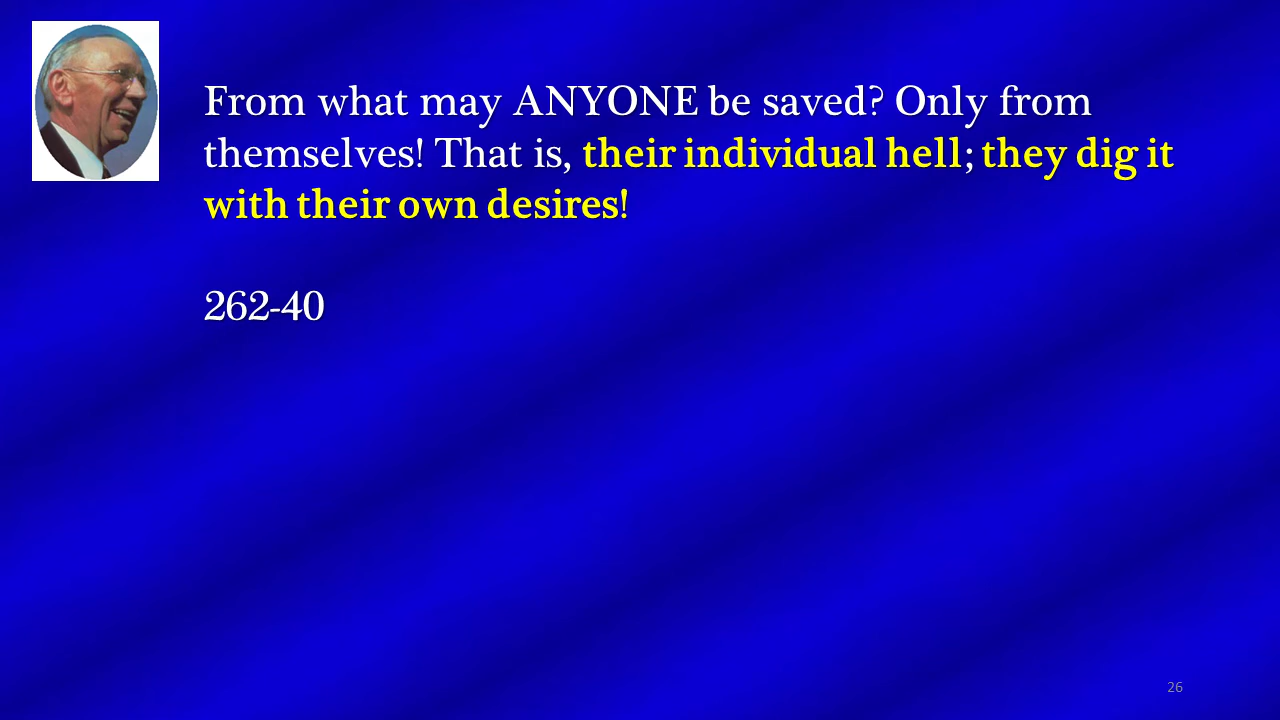 From what may ANYONE be saved? Only from
themselves! That is, their individual hell; they dig it
with their own desires!
262-40
26